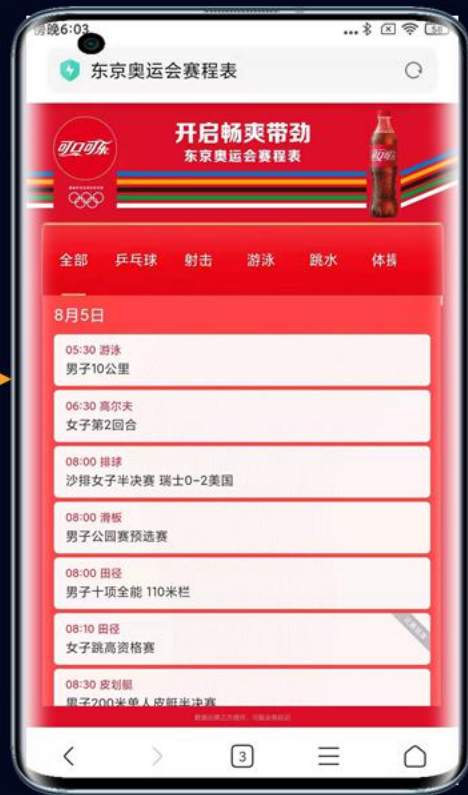 傍晚6:03
58
东京奥运会赛程表
可口可乐
开启畅爽带劲
东京奥运会赛程表
可口可乐
全部 乒乓球 射击 游泳 跳水 体操
8月5日
05:30 游泳
男子10公里
06:30 高尔夫
女子第2回合
08:00 排球
沙排女子半决赛 瑞士0-2美国
08:00 滑板
男子公园赛预选赛
08:00 田径
男子十项全能 110米栏
08:10 田径
女子跳高资格赛
08:30 皮划艇
男子200米单人皮艇半决赛
3